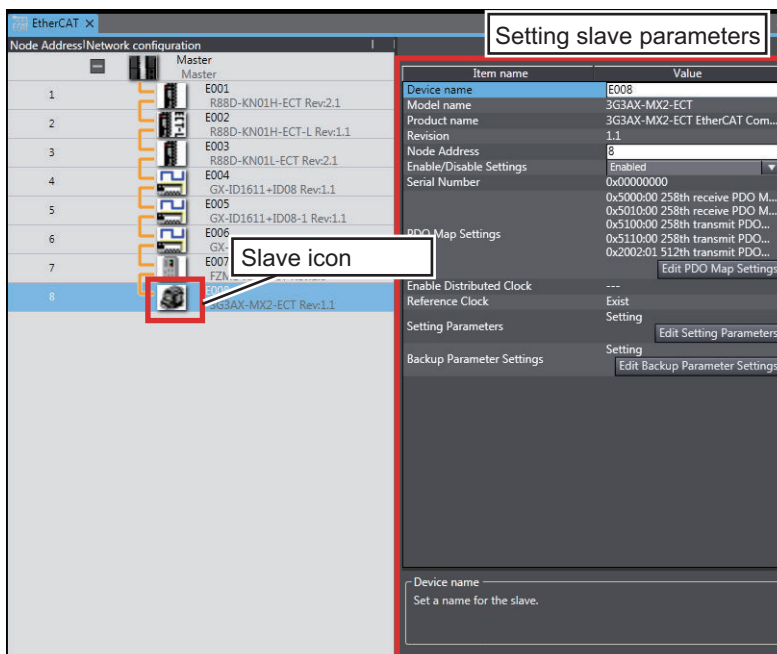 EtherCAT ×
Node Address Network configuration
Setting slave parameters
Master
Master
1
E001
R88D-KN01H-ECT Rev:2.1
2
E002
R88D-KN01H-ECT-L Rev:1.1
3
E003
R88D-KN01L-ECT Rev:2.1
4
E004
GX-ID1611+ID08 Rev:1.1
5
E005
GX-ID1611+ID08-1 Rev:1.1
6
E006
GX-
7
E007
Slave icon
8
3G3AX-MX2-ECT Rev:1.1
Item name Value
Device name E008
Model name 3G3AX-MX2-ECT
Product name 3G3AX-MX2-ECT EtherCAT Com...
Revision 1.1
Node Address 8
Enable/Disable Settings Enabled
Serial Number 0x00000000
PDO Map Settings
0x5000:00 258th receive PDO M...
0x5010:00 258th receive PDO M...
0x5100:00 258th transmit PDO...
0x5110:00 258th transmit PDO...
0x2002:01 512th transmit PDO...
Edit PDO Map Settings
Enable Distributed Clock ---
Reference Clock Exist
Setting Parameters
Setting
Edit Setting Parameters
Backup Parameter Settings
Setting
Edit Backup Parameter Settings
Device name
Set a name for the slave.